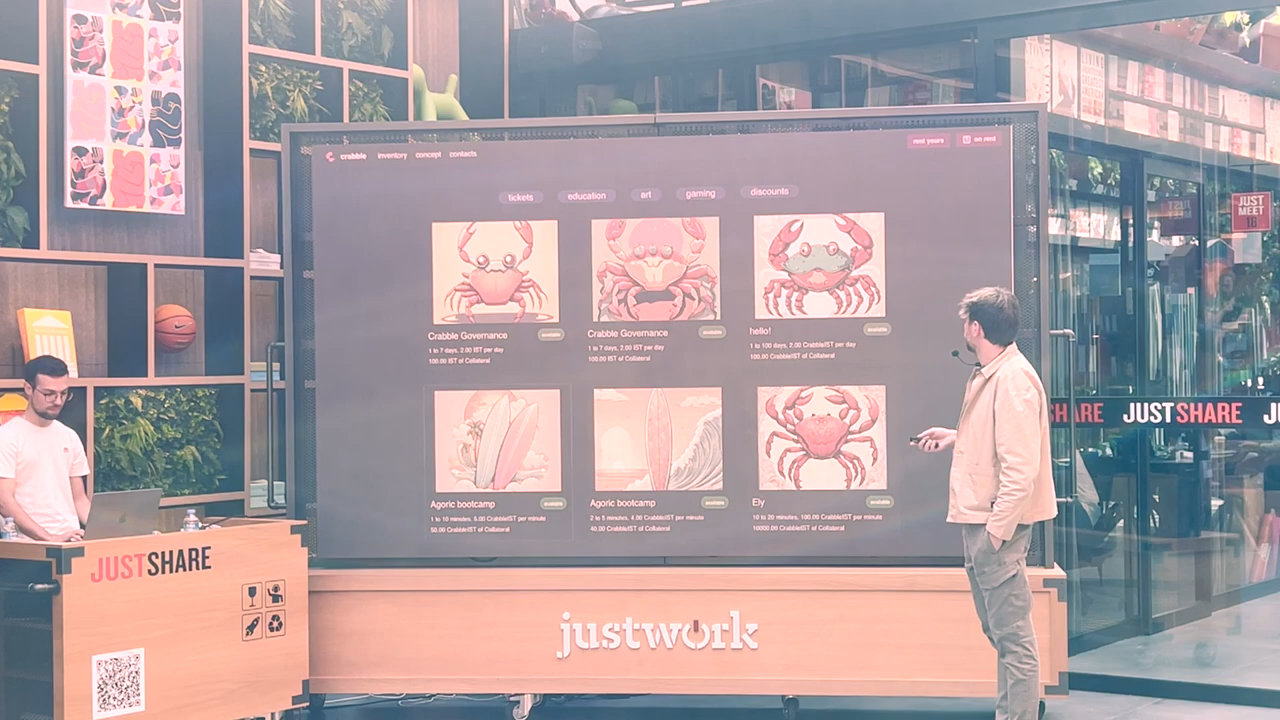 crabble inventory concept contacts
rent yours on rent
tickets education art gaming discounts
Crabble Governance available
1 to 7 days, 2.00 IST per day
100.00 IST of Collateral
Crabble Governance available
1 to 7 days, 2.00 IST per day
100.00 IST of Collateral
hello! available
1 to 100 days, 2.00 CrabbleIST per day
100.00 CrabbleIST of Collateral
Agoric bootcamp available
1 to 10 minutes, 5.00 CrabbleIST per minute
50.00 CrabbleIST of Collateral
Agoric bootcamp available
2 to 5 minutes, 4.00 CrabbleIST per minute
40.00 CrabbleIST of Collateral
Ely available
10 to 20 minutes, 100.00 CrabbleIST per minute
10000.00 CrabbleIST of Collateral
JUST
MEET
18
SHARE JUSTSHARE
JUSTSHARE
justwork